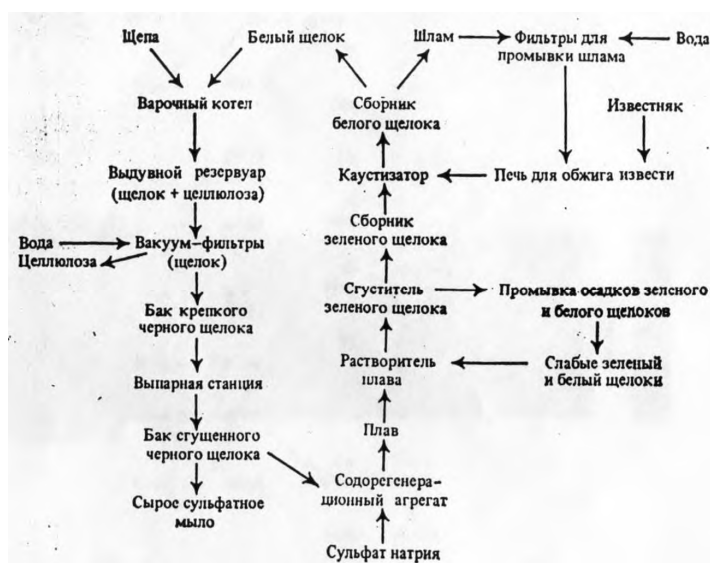 Щепа
Белый щелок
Шлам
Фильтры для
промывки шлама
Вода
Варочный котел
Сборник
белого щелока
Известняк
Выдувной резервуар
(щелок + целлюлоза)
Каустизатор
Печь для обжига извести
Вода
Целлюлоза
Вакуум-фильтры
(щелок)
Сборник
зеленого щелока
Бак крепкого
черного щелока
Сгуститель
зеленого щелока
Промывка осадков зеленого
и белого щелоков
Выпарная станция
Растворитель
плава
Слабые зеленый
и белый щелоки
Бак сгущенного
черного щелока
Плав
Сырое сульфатное
мыло
Содорегенера-
ционный агрегат
Сульфат натрия